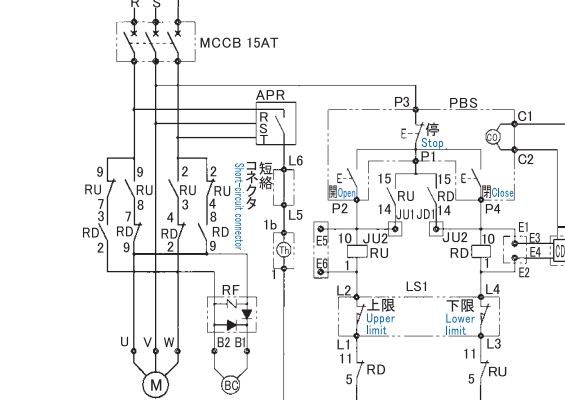 R S
MCCB 15AT
APR
R
S
T
P3
PBS
C1
CO
C2
E
停
Stop
P1
L6
短絡コネクタ
Short-circuit connector
L5
9 9 2 2
RU RU RU RU
7 8 3 4
3 7 4 8
RD RD RD RD
2 9 2 9
E
開Open
P2
15
RU
14
15
RD
14
E
閉Close
P4
JU1 JD1
1b
Th
1
E5
E6
10
JU2
RU
1
JU2
10
RD
1
E1
E3
E4
E2
CD
RF
B2 B1
L2
LS1
L4
上限
Upper
limit
下限
Lower
limit
L1
L3
U V W
M
BC
11
RD
5
11
RU
5